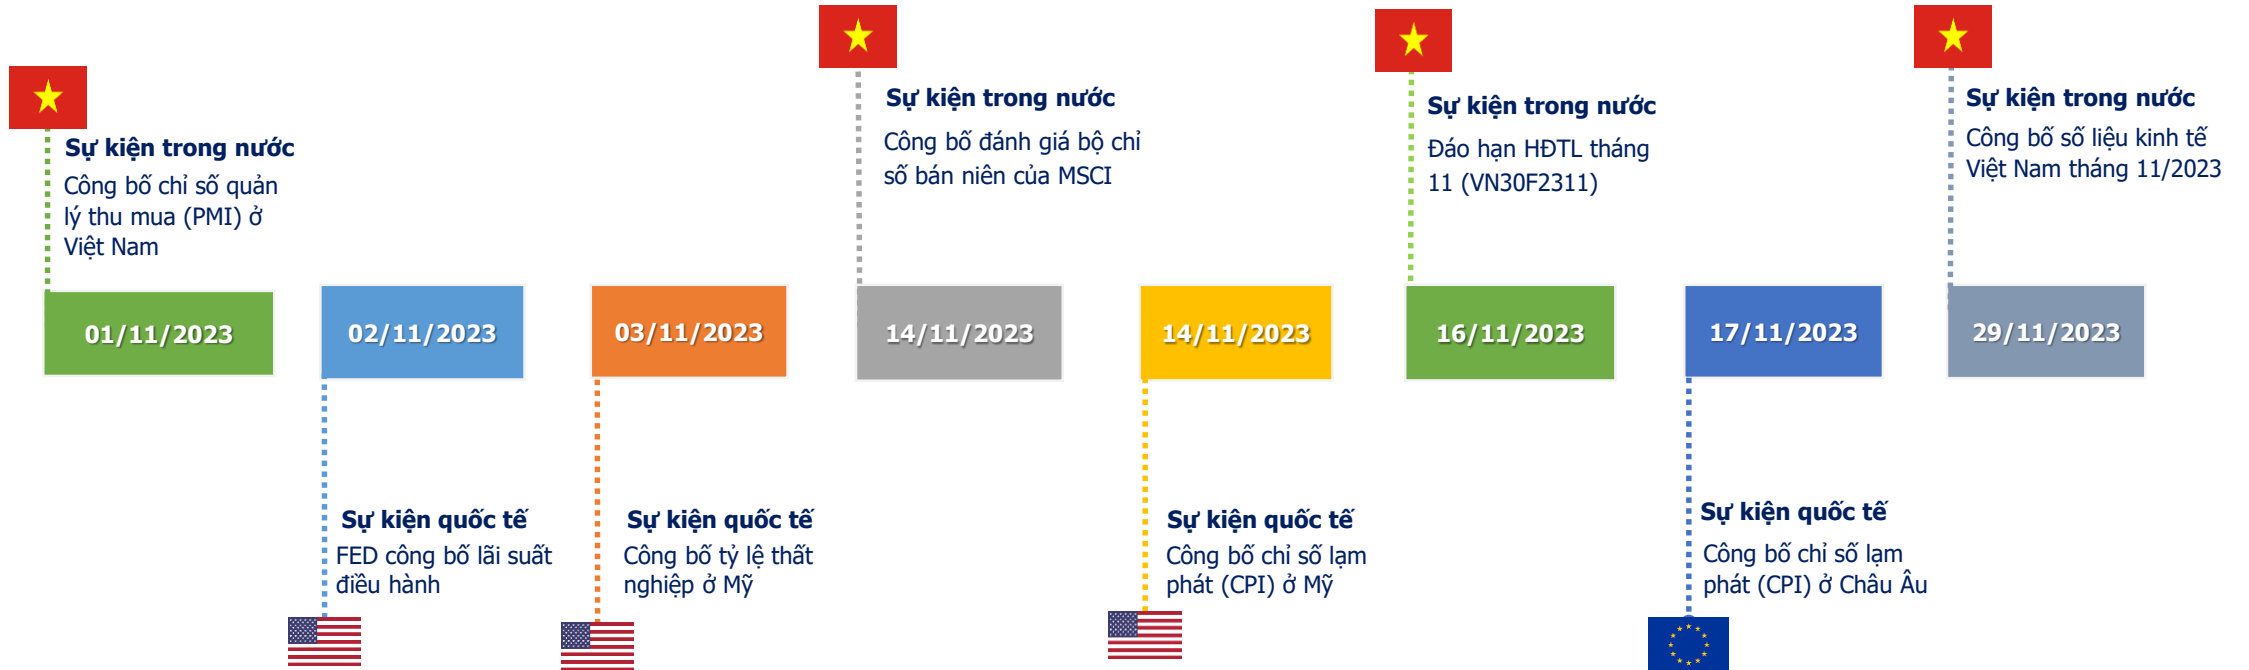 Sự kiện trong nước
Công bố chỉ số quản
lý thu mua (PMI) ở
Việt Nam
Sự kiện trong nước
Công bố đánh giá bộ chỉ
số bán niên của MSCI
Sự kiện trong nước
Đáo hạn HĐTL tháng
11 (VN30F2311)
Sự kiện trong nước
Công bố số liệu kinh tế
Việt Nam tháng 11/2023
01/11/2023
02/11/2023
03/11/2023
14/11/2023
14/11/2023
16/11/2023
17/11/2023
29/11/2023
Sự kiện quốc tế
FED công bố lãi suất
điều hành
Sự kiện quốc tế
Công bố tỷ lệ thất
nghiệp ở Mỹ
Sự kiện quốc tế
Công bố chỉ số lạm
phát (CPI) ở Mỹ
Sự kiện quốc tế
Công bố chỉ số lạm
phát (CPI) ở Châu Âu